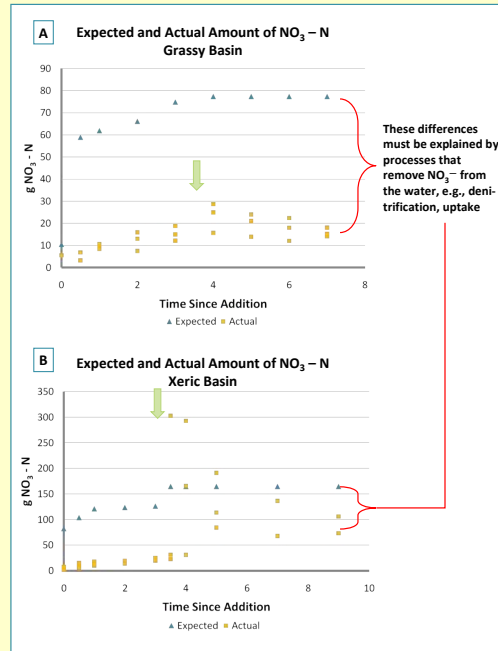 A
Expected and Actual Amount of NO₃ – N
Grassy Basin
g NO₃ - N
90
80
70
60
50
40
30
20
10
0
0 2 4 6 8
Time Since Addition
Expected Actual
These differences
must be explained by
processes that
remove NO₃⁻ from
the water, e.g., deni-
trification, uptake
B
Expected and Actual Amount of NO₃ – N
Xeric Basin
g NO₃ - N
350
300
250
200
150
100
50
0
0 2 4 6 8 10
Time Since Addition
Expected Actual